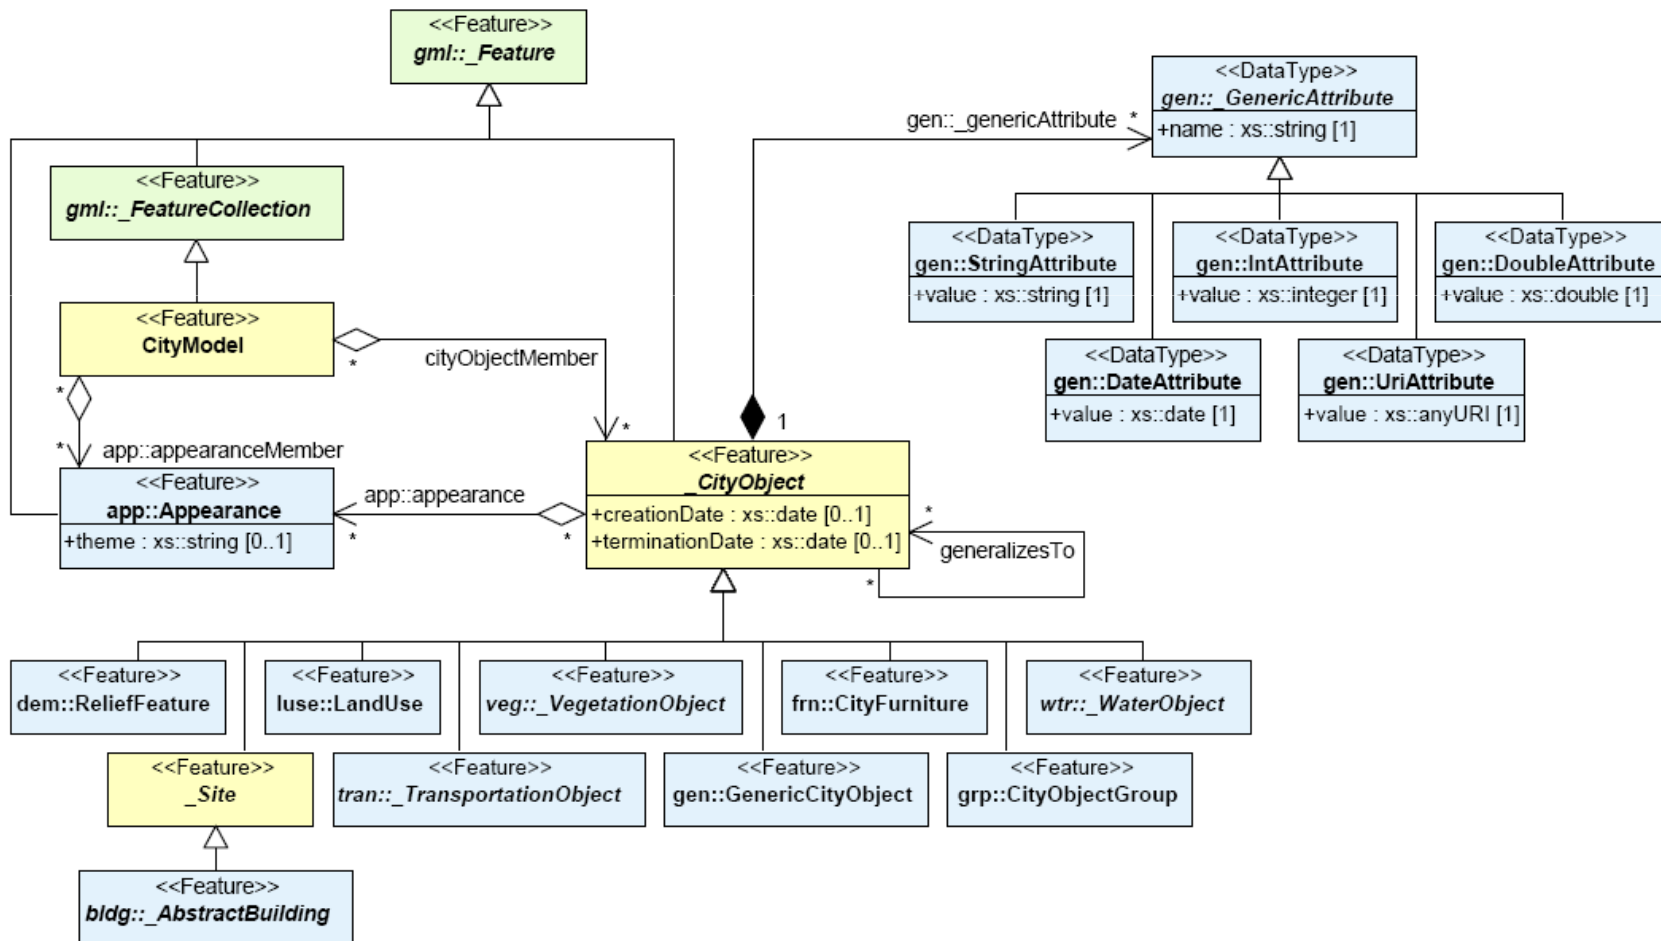 <<Feature>>
gml::_Feature
<<DataType>>
gen::_GenericAttribute
+name : xs::string [1]
gen::_genericAttribute
*
<<Feature>>
gml::_FeatureCollection
<<DataType>>
gen::StringAttribute
+value : xs::string [1]
<<DataType>>
gen::IntAttribute
+value : xs::integer [1]
<<DataType>>
gen::DoubleAttribute
+value : xs::double [1]
<<Feature>>
CityModel
*
cityObjectMember
*
<<DataType>>
gen::DateAttribute
+value : xs::date [1]
<<DataType>>
gen::UriAttribute
+value : xs::anyURI [1]
*
*
app::appearanceMember
1
<<Feature>>
app::Appearance
+theme : xs::string [0..1]
app::appearance
*
*
<<Feature>>
_CityObject
+creationDate : xs::date [0..1]
+terminationDate : xs::date [0..1]
*
generalizesTo
*
<<Feature>>
dem::ReliefFeature
<<Feature>>
luse::LandUse
<<Feature>>
veg::_VegetationObject
<<Feature>>
frn::CityFurniture
<<Feature>>
wtr::_WaterObject
<<Feature>>
_Site
<<Feature>>
tran::_TransportationObject
<<Feature>>
gen::GenericCityObject
<<Feature>>
grp::CityObjectGroup
<<Feature>>
bldg::_AbstractBuilding